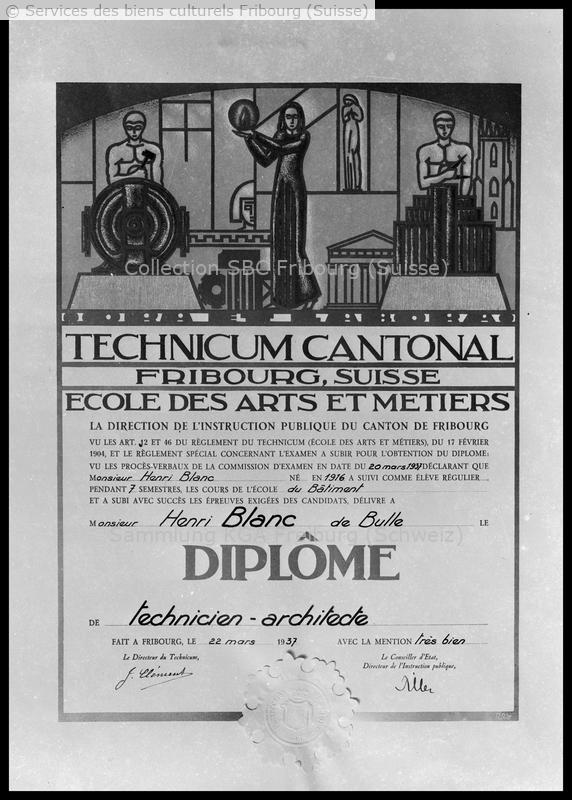 © Services des biens culturels Fribourg (Suisse)
Collection SBC Fribourg (Suisse)
ORA ET LABORA
TECHNICUM CANTONAL
FRIBOURG, SUISSE
ECOLE DES ARTS ET METIERS
LA DIRECTION DE L'INSTRUCTION PUBLIQUE DU CANTON DE FRIBOURG
VU LES ART. 12 ET 46 DU RÈGLEMENT DU TECHNICUM (ÉCOLE DES ARTS ET MÉTIERS), DU 17 FÉVRIER
1904, ET LE RÈGLEMENT SPÉCIAL CONCERNANT L'EXAMEN A SUBIR POUR L'OBTENTION DU DIPLOME:
VU LES PROCÈS-VERBAUX DE LA COMMISSION D'EXAMEN EN DATE DU 20 mars 1937 DÉCLARANT QUE
Monsieur Henri Blanc NÉ EN 1916 A SUIVI COMME ÉLÈVE RÉGULIER
PENDANT 7 SEMESTRES, LES COURS DE L'ÉCOLE du Bâtiment
ET A SUBI AVEC SUCCÈS LES ÉPREUVES EXIGÉES DES CANDIDATS, DÉLIVRE A
Monsieur Henri Blanc de Bulle LE
Sammlung KGA Freiburg (Schweiz)
DIPLÔME
DE technicien-architecte
FAIT A FRIBOURG, LE 22 mars 1937 AVEC LA MENTION très bien
Le Directeur du Technicum, Le Conseiller d'Etat,
Directeur de l'Instruction publique,